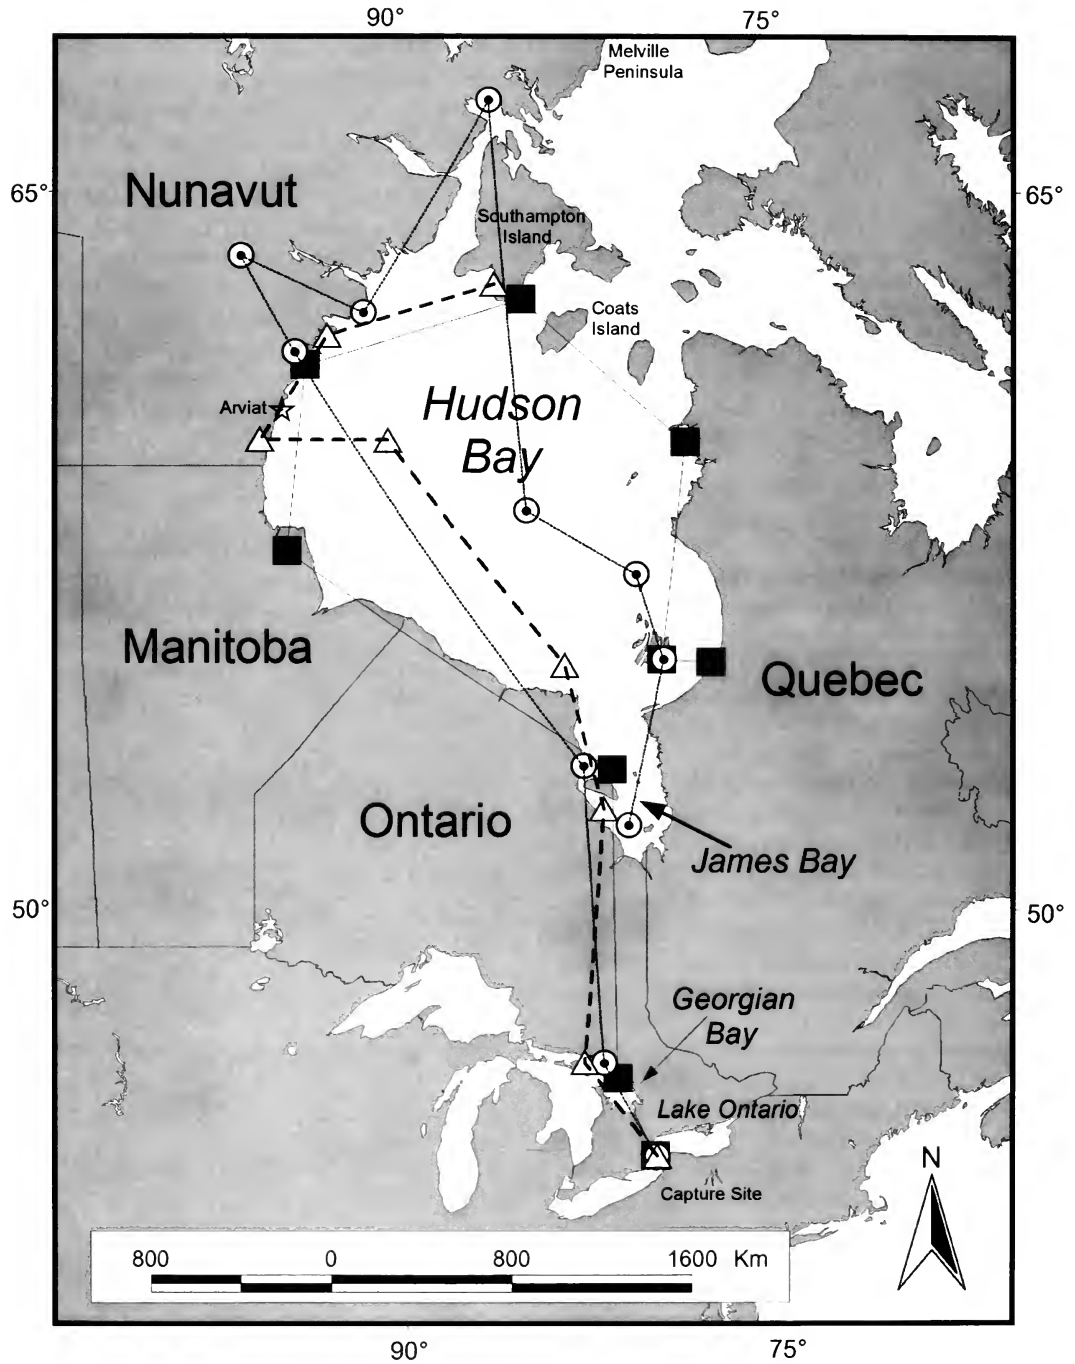 90°
75°
Melville
Peninsula
65°
65°
Nunavut
Southampton
Island
Coats
Island
Arviat
Hudson
Bay
Manitoba
Quebec
Ontario
James Bay
50°
50°
Georgian
Bay
Lake Ontario
N
Capture Site
800 0 800 1600 Km
90°
75°